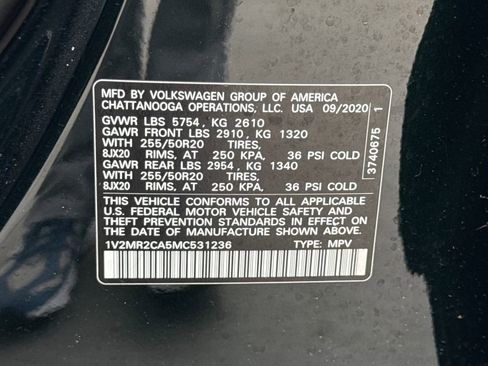 MFD BY VOLKSWAGEN GROUP OF AMERICA
CHATTANOOGA OPERATIONS, LLC. USA 09/2020
GVWR LBS 5754 , KG 2610
GAWR FRONT LBS 2910 , KG 1320
WITH 255/50R20 TIRES,
8JX20 RIMS, AT 250 KPA, 36 PSI COLD
GAWR REAR LBS 2954 , KG 1340
WITH 255/50R20 TIRES,
8JX20 RIMS, AT 250 KPA, 36 PSI COLD
THIS VEHICLE CONFORMS TO ALL APPLICABLE
U.S. FEDERAL MOTOR VEHICLE SAFETY AND
THEFT PREVENTION STANDARDS IN EFFECT ON
THE DATE OF MANUFACTURE SHOWN ABOVE.
1V2MR2CA5MC531236 TYPE: MPV
3740675 1